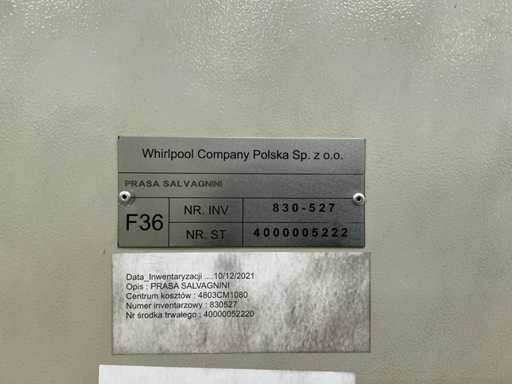 Whirlpool Company Polska Sp. z o.o.
PRASA SALVAGNINI
F36
NR. INV 830-527
NR. ST 4000005222
Data_Inwentaryzacji ....:10/12/2021
Opis : PRASA SALVAGNINI
Centrum kosztów : 4803CM1080
Numer inwentarzowy : 830527
Nr środka trwałego : 40000052220